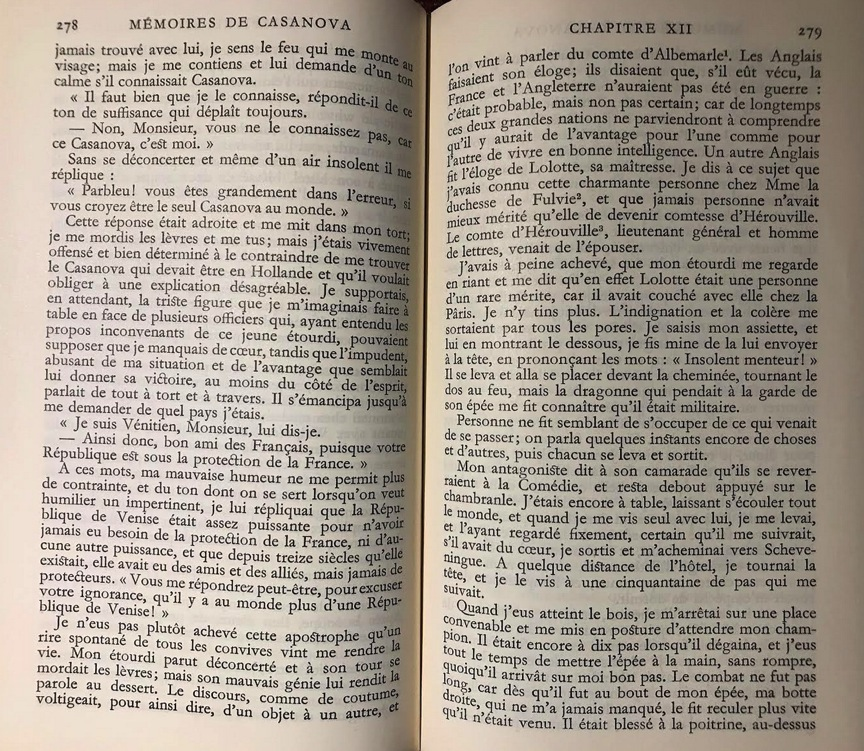 278 MÉMOIRES DE CASANOVA
jamais trouvé avec lui, je sens le feu qui me monte au
visage; mais je me contiens et lui demande d'un ton
calme s'il connaissait Casanova.
« Il faut bien que je le connaisse, répondit-il de ce
ton de suffisance qui déplaît toujours.
— Non, Monsieur, vous ne le connaissez pas, car
ce Casanova, c'est moi. »
Sans se déconcerter et même d'un air insolent il me
réplique :
« Parbleu! vous êtes grandement dans l'erreur, si
vous croyez être le seul Casanova au monde. »
Cette réponse était adroite et me mit dans mon tort;
je me mordis les lèvres et me tus; mais j'étais vivement
offensé et bien déterminé à le contraindre de me trouver
le Casanova qui devait être en Hollande et qu'il voulait
obliger à une explication désagréable. Je supportais,
en attendant, la triste figure que je m'imaginais faire à
table en face de plusieurs officiers qui, ayant entendu les
propos inconvenants de ce jeune étourdi, pouvaient
supposer que je manquais de cœur, tandis que l'impudent,
abusant de ma situation et de l'avantage que semblait
lui donner sa victoire, au moins du côté de l'esprit,
parlait de tout à tort et à travers. Il s'émancipa jusqu'à
me demander de quel pays j'étais.
« Je suis Vénitien, Monsieur, lui dis-je.
— Ainsi donc, bon ami des Français, puisque votre
République est sous la protection de la France. »
A ces mots, ma mauvaise humeur ne me permit plus
de contrainte, et du ton dont on se sert lorsqu'on veut
humilier un impertinent, je lui répliquai que la Répu-
blique de Venise était assez puissante pour n'avoir
jamais eu besoin de la protection de la France, ni d'au-
cune autre puissance, et que depuis treize siècles qu'elle
existait, elle avait eu des amis et des alliés, mais jamais de
protecteurs. « Vous me répondrez peut-être, pour excuser
votre ignorance, qu'il y a au monde plus d'une Répu-
blique de Venise! »
Je n'eus pas plutôt achevé cette apostrophe qu'un
rire spontané de tous les convives vint me rendre la
vie. Mon étourdi parut déconcerté et à son tour se
mordait les lèvres; mais son mauvais génie lui rendit la
parole au dessert. Le discours, comme de coutume,
voltigeait, pour ainsi dire, d'un objet à un autre, et
CHAPITRE XII 279
l'on vint à parler du comte d'Albemarle¹. Les Anglais
faisaient son éloge; ils disaient que, s'il eût vécu, la
France et l'Angleterre n'auraient pas été en guerre :
c'était probable, mais non pas certain; car de longtemps
ces deux grandes nations ne parviendront à comprendre
qu'il y aurait de l'avantage pour l'une comme pour
l'autre de vivre en bonne intelligence. Un autre Anglais
fit l'éloge de Lolotte, sa maîtresse. Je dis à ce sujet que
j'avais connu cette charmante personne chez Mme la
duchesse de Fulvie², et que jamais personne n'avait
mieux mérité qu'elle de devenir comtesse d'Hérouville.
Le comte d'Hérouville³, lieutenant général et homme
de lettres, venait de l'épouser.
J'avais à peine achevé, que mon étourdi me regarde
en riant et me dit qu'en effet Lolotte était une personne
d'un rare mérite, car il avait couché avec elle chez la
Pâris. Je n'y tins plus. L'indignation et la colère me
sortaient par tous les pores. Je saisis mon assiette, et
lui en montrant le dessous, je fis mine de la lui envoyer
à la tête, en prononçant les mots : « Insolent menteur! »
Il se leva et alla se placer devant la cheminée, tournant le
dos au feu, mais la dragonne qui pendait à la garde de
son épée me fit connaître qu'il était militaire.
Personne ne fit semblant de s'occuper de ce qui venait
de se passer; on parla quelques instants encore de choses
et d'autres, puis chacun se leva et sortit.
Mon antagoniste dit à son camarade qu'ils se rever-
raient à la Comédie, et resta debout appuyé sur le
chambranle. J'étais encore à table, laissant s'écouler tout
le monde, et quand je me vis seul avec lui, je me levai,
et l'ayant regardé fixement, certain qu'il me suivrait,
s'il avait du cœur, je sortis et m'acheminai vers Scheve-
ningue. A quelque distance de l'hôtel, je tournai la
tête, et je le vis à une cinquantaine de pas qui me
suivait.
Quand j'eus atteint le bois, je m'arrêtai sur une place
convenable et me mis en posture d'attendre mon cham-
pion. Il était encore à dix pas lorsqu'il dégaina, et j'eus
tout le temps de mettre l'épée à la main, sans rompre,
quoiqu'il arrivât sur moi bon pas. Le combat ne fut pas
long, car dès qu'il fut au bout de mon épée, ma botte
droite, qui ne m'a jamais manqué, le fit reculer plus vite
qu'il n'était venu. Il était blessé à la poitrine, au-dessus